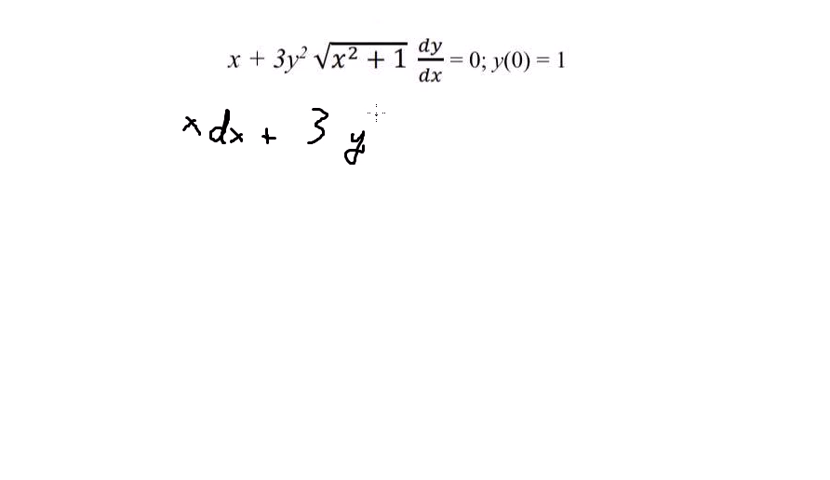 x + 3y² √(x² + 1) dy/dx = 0; y(0) = 1
x dx + 3 y